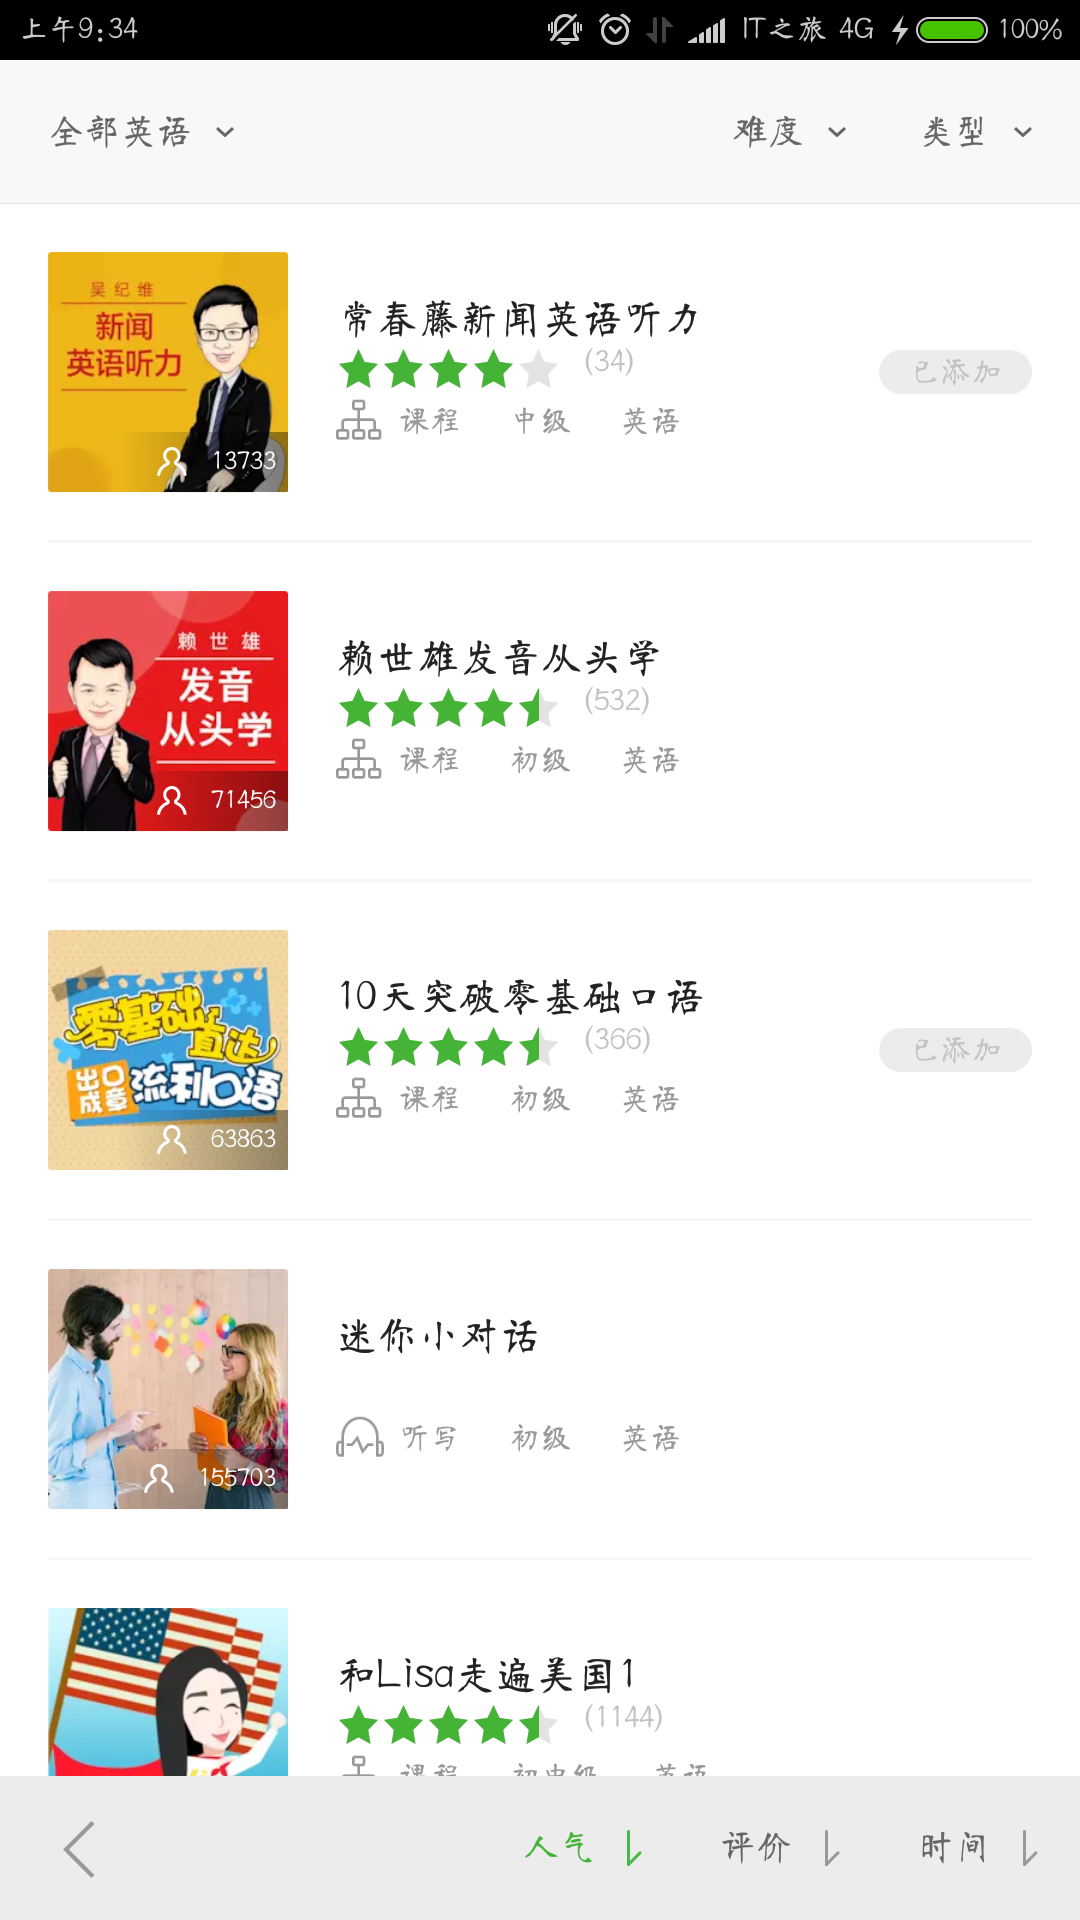 上午9:34 IT之旅 4G 100%
全部英语 难度 类型
吴纪维
新闻
英语听力
13733
常春藤新闻英语听力
(34)
已添加
课程 中级 英语
赖世雄
发音
从头学
71456
赖世雄发音从头学
(532)
课程 初级 英语
零基础
直达
出口
成章
流利口语
63863
10天突破零基础口语
(366)
已添加
课程 初级 英语
155703
迷你小对话
听写 初级 英语
和Lisa走遍美国1
(1144)
课程 初中级 英语
人气 评价 时间